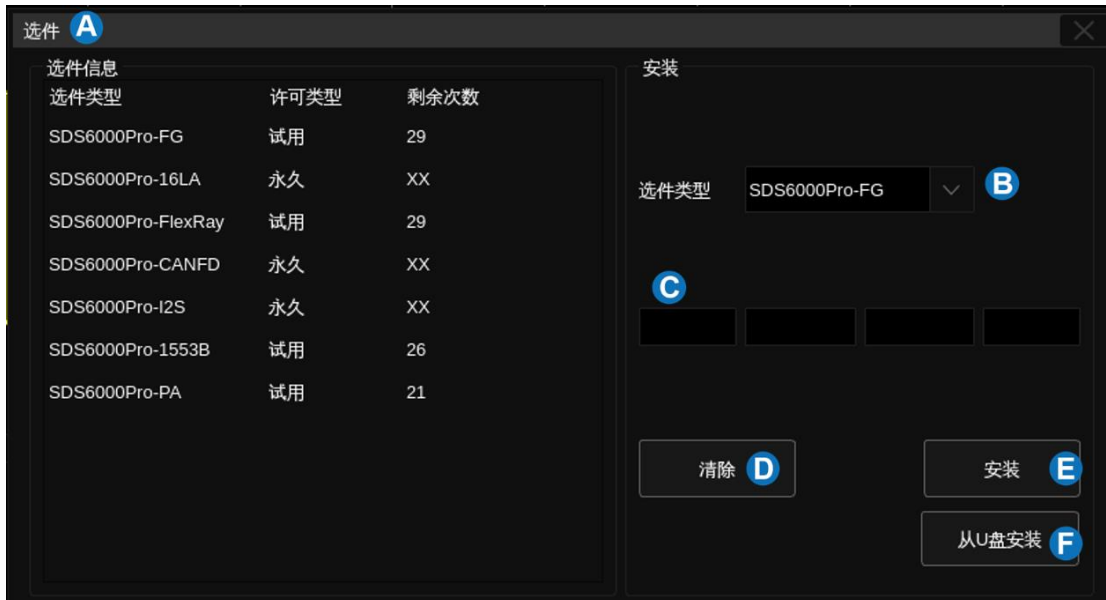 选件 A
选件信息
选件类型 许可类型 剩余次数
SDS6000Pro-FG 试用 29
SDS6000Pro-16LA 永久 XX
SDS6000Pro-FlexRay 试用 29
SDS6000Pro-CANFD 永久 XX
SDS6000Pro-I2S 永久 XX
SDS6000Pro-1553B 试用 26
SDS6000Pro-PA 试用 21
安装
选件类型 SDS6000Pro-FG B
C
清除 D
安装 E
从U盘安装 F